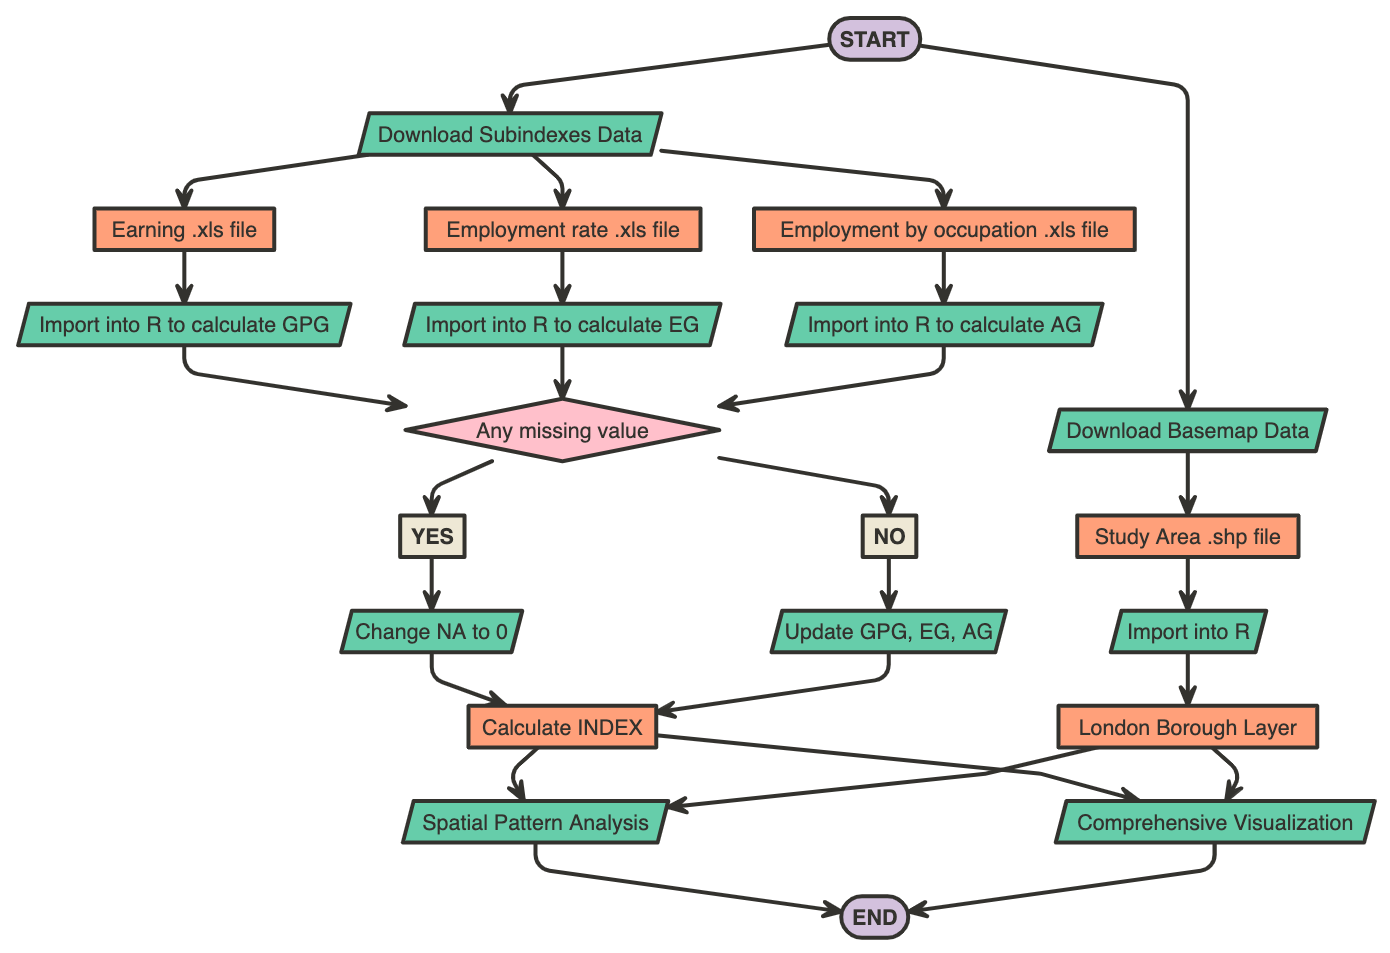 START
Download Subindexes Data
Earning .xls file
Employment rate .xls file
Employment by occupation .xls file
Import into R to calculate GPG
Import into R to calculate EG
Import into R to calculate AG
Any missing value
Download Basemap Data
YES
NO
Study Area .shp file
Change NA to 0
Update GPG, EG, AG
Import into R
Calculate INDEX
London Borough Layer
Spatial Pattern Analysis
Comprehensive Visualization
END